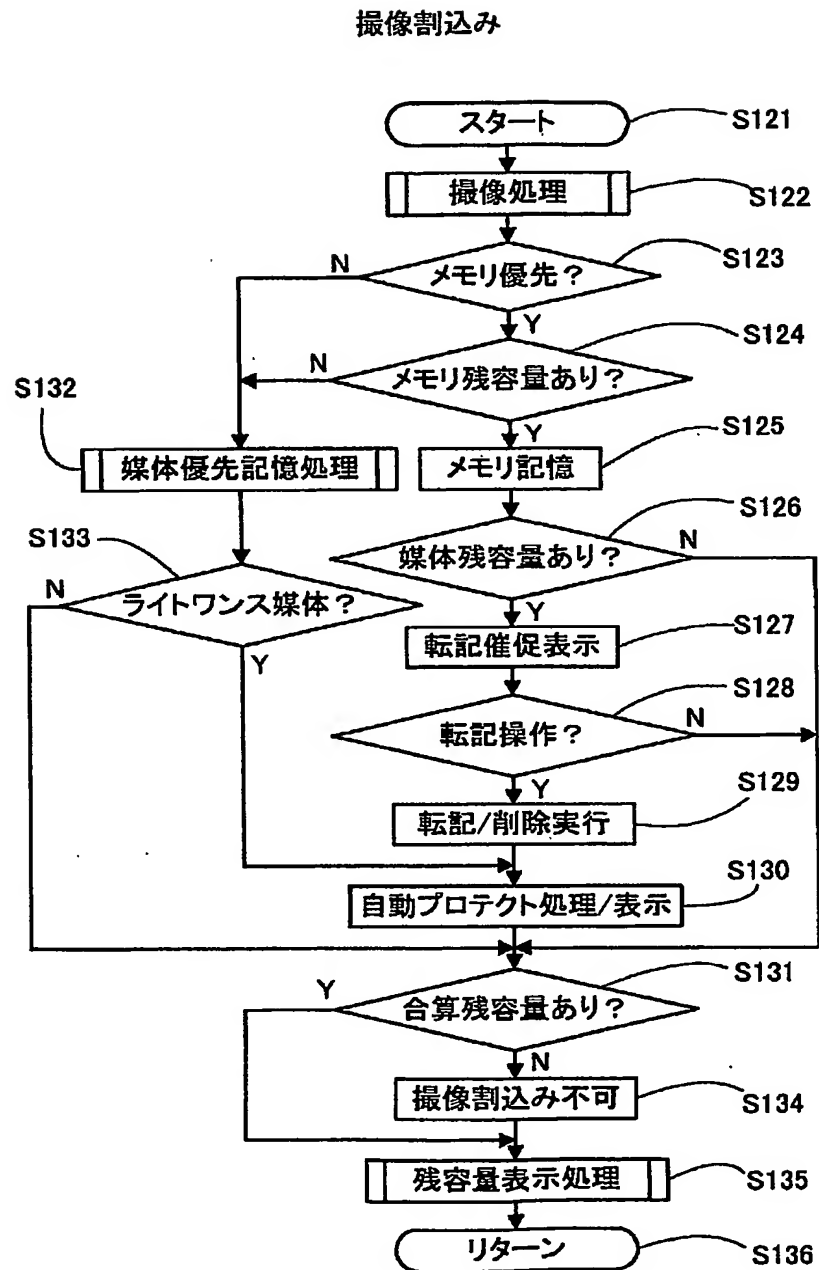 撮像割込み
スタート
S121
撮像処理
S122
メモリ優先？
S123
N
Y
メモリ残容量あり？
S124
N
Y
S132
媒体優先記憶処理
メモリ記憶
S125
媒体残容量あり？
S126
N
Y
S133
ライトワンス媒体？
N
Y
転記催促表示
S127
転記操作？
S128
N
Y
転記/削除実行
S129
自動プロテクト処理/表示
S130
合算残容量あり？
S131
Y
N
撮像割込み不可
S134
残容量表示処理
S135
リターン
S136